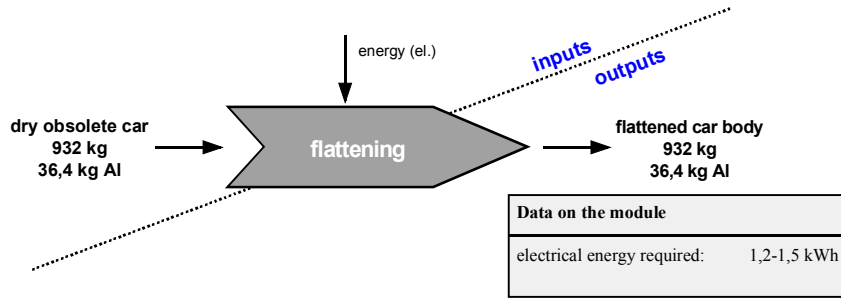 energy (el.)
inputs
outputs
dry obsolete car
932 kg
36,4 kg Al
flattening
flattened car body
932 kg
36,4 kg Al
Data on the module
electrical energy required: 1,2-1,5 kWh